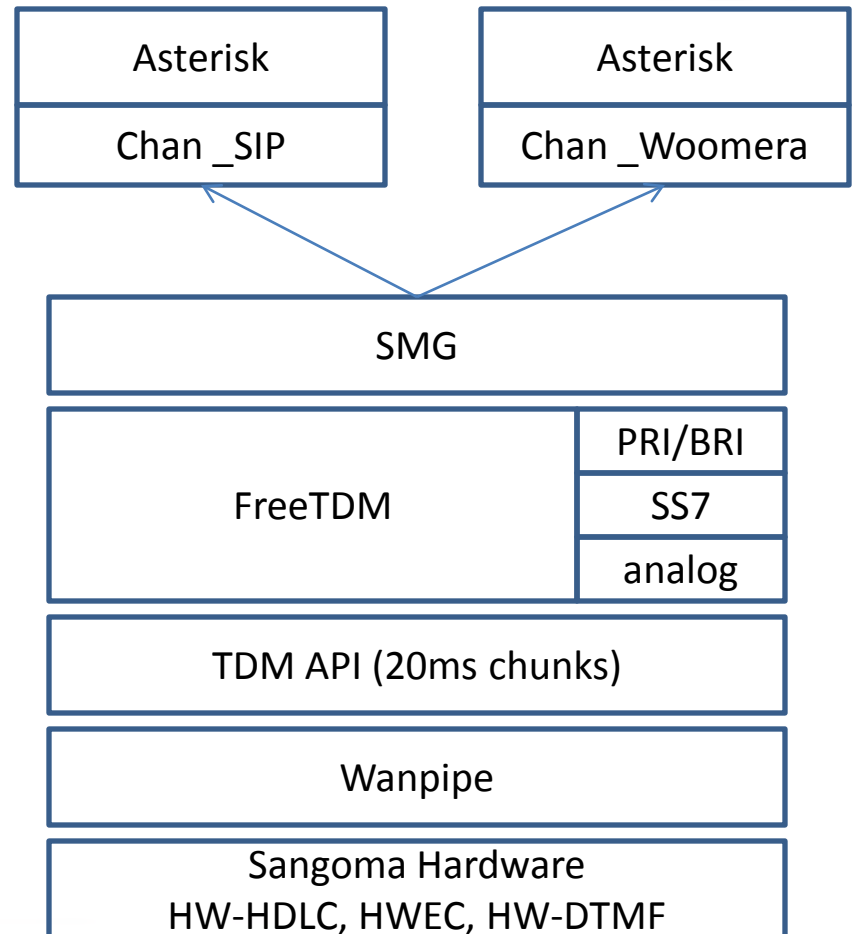 Asterisk
Chan _SIP
Asterisk
Chan _Woomera
SMG
FreeTDM
PRI/BRI
SS7
analog
TDM API (20ms chunks)
Wanpipe
Sangoma Hardware
HW-HDLC, HWEC, HW-DTMF